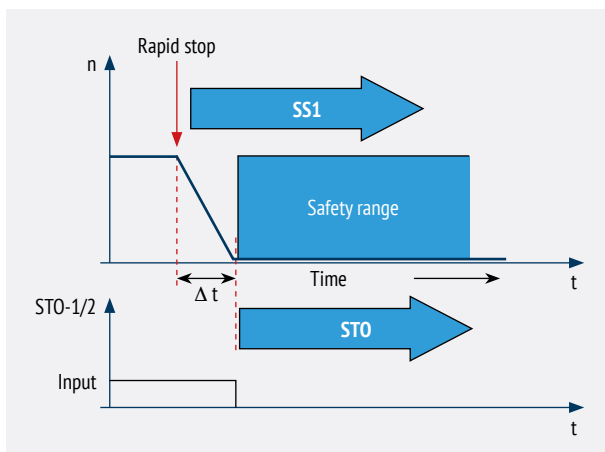 Rapid stop
n
SS1
Safety range
Δ t
Time
t
STO-1/2
STO
Input
t